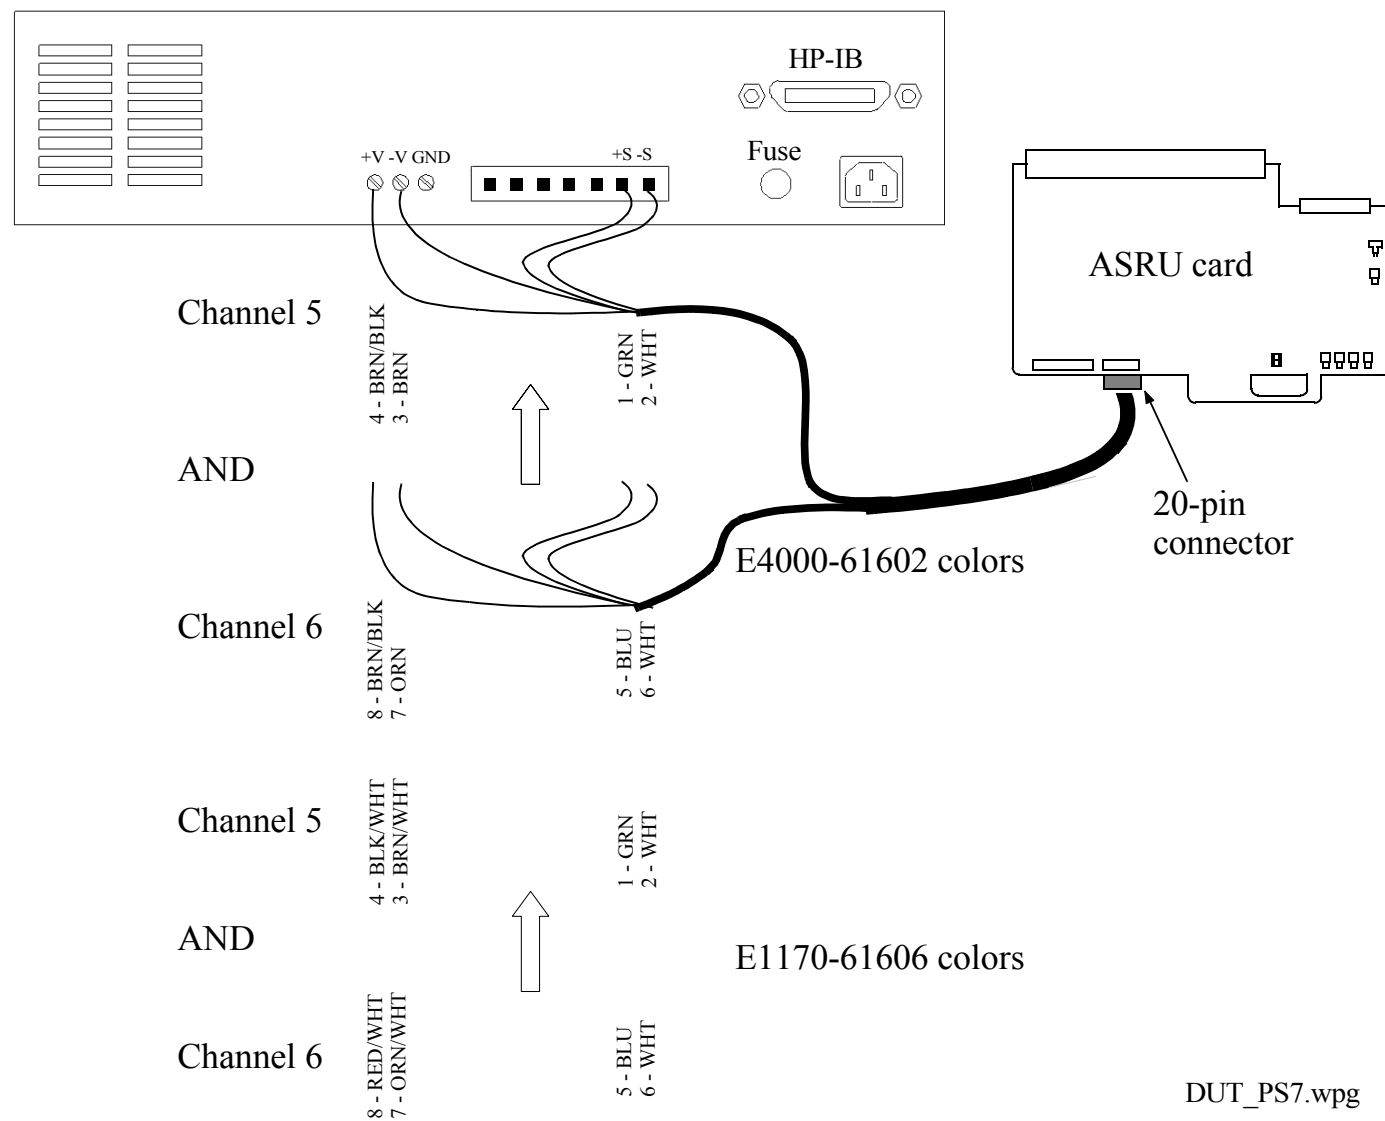 HP-IB
+V -V GND
+S -S
Fuse
ASRU card
Channel 5
4 - BRN/BLK
3 - BRN
1 - GRN
2 - WHT
AND
20-pin
connector
E4000-61602 colors
Channel 6
8 - BRN/BLK
7 - ORN
5 - BLU
6 - WHT
Channel 5
4 - BLK/WHT
3 - BRN/WHT
1 - GRN
2 - WHT
AND
E1170-61606 colors
Channel 6
8 - RED/WHT
7 - ORN/WHT
5 - BLU
6 - WHT
DUT_PS7.wpg